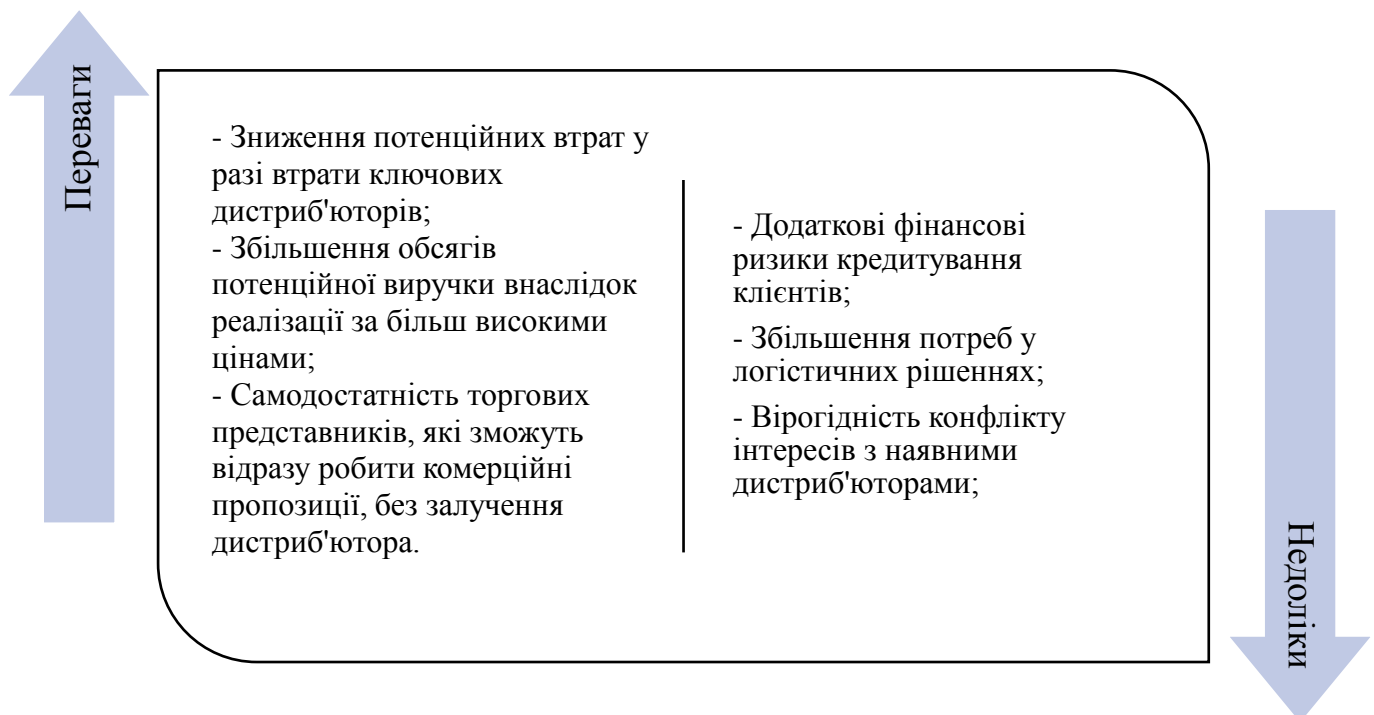 Переваги
- Зниження потенційних втрат у
разі втрати ключових
дистриб'юторів;
- Збільшення обсягів
потенційної виручки внаслідок
реалізації за більш високими
цінами;
- Самодостатність торгових
представників, які зможуть
відразу робити комерційні
пропозиції, без залучення
дистриб'ютора.
- Додаткові фінансові
ризики кредитування
клієнтів;
- Збільшення потреб у
логістичних рішеннях;
- Вірогідність конфлікту
інтересів з наявними
дистриб'юторами;
Недоліки